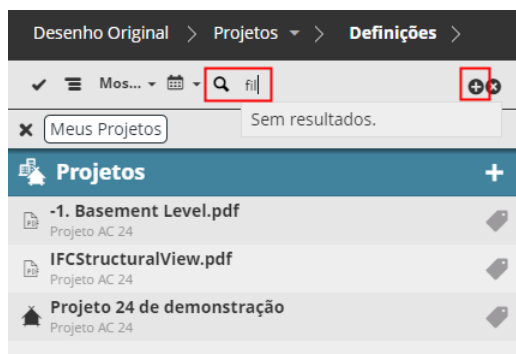 Desenho Original > Projetos > Definições >
Mos... fil
Sem resultados.
Meus Projetos
Projetos
-1. Basement Level.pdf
Projeto AC 24
IFCStructuralView.pdf
Projeto AC 24
Projeto 24 de demonstração
Projeto AC 24